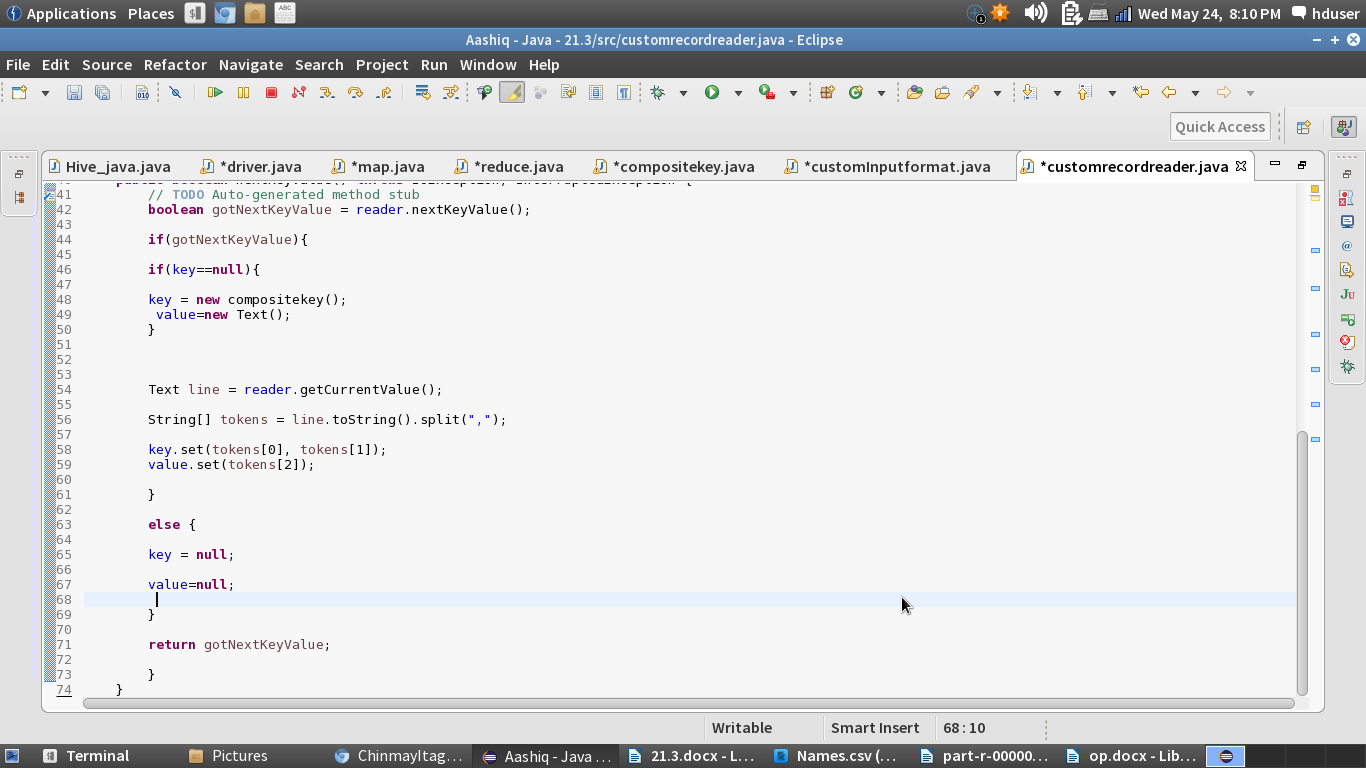 Applications Places Wed May 24, 8:10 PM hduser
Aashiq - Java - 21.3/src/customrecordreader.java - Eclipse
File Edit Source Refactor Navigate Search Project Run Window Help
Quick Access
Hive_java.java *driver.java *map.java *reduce.java *compositekey.java *customInputformat.java *customrecordreader.java
41 // TODO Auto-generated method stub
42 boolean gotNextKeyValue = reader.nextKeyValue();
43
44 if(gotNextKeyValue){
45
46 if(key==null){
47
48 key = new compositekey();
49 value=new Text();
50 }
51
52
53
54 Text line = reader.getCurrentValue();
55
56 String[] tokens = line.toString().split(",");
57
58 key.set(tokens[0], tokens[1]);
59 value.set(tokens[2]);
60
61 }
62
63 else {
64
65 key = null;
66
67 value=null;
68
69 }
70
71 return gotNextKeyValue;
72
73 }
74 }
Writable Smart Insert 68 : 10
Terminal Pictures ChinmayItag... Aashiq - Java ... 21.3.docx - L... Names.csv (... part-r-00000... op.docx - Lib...